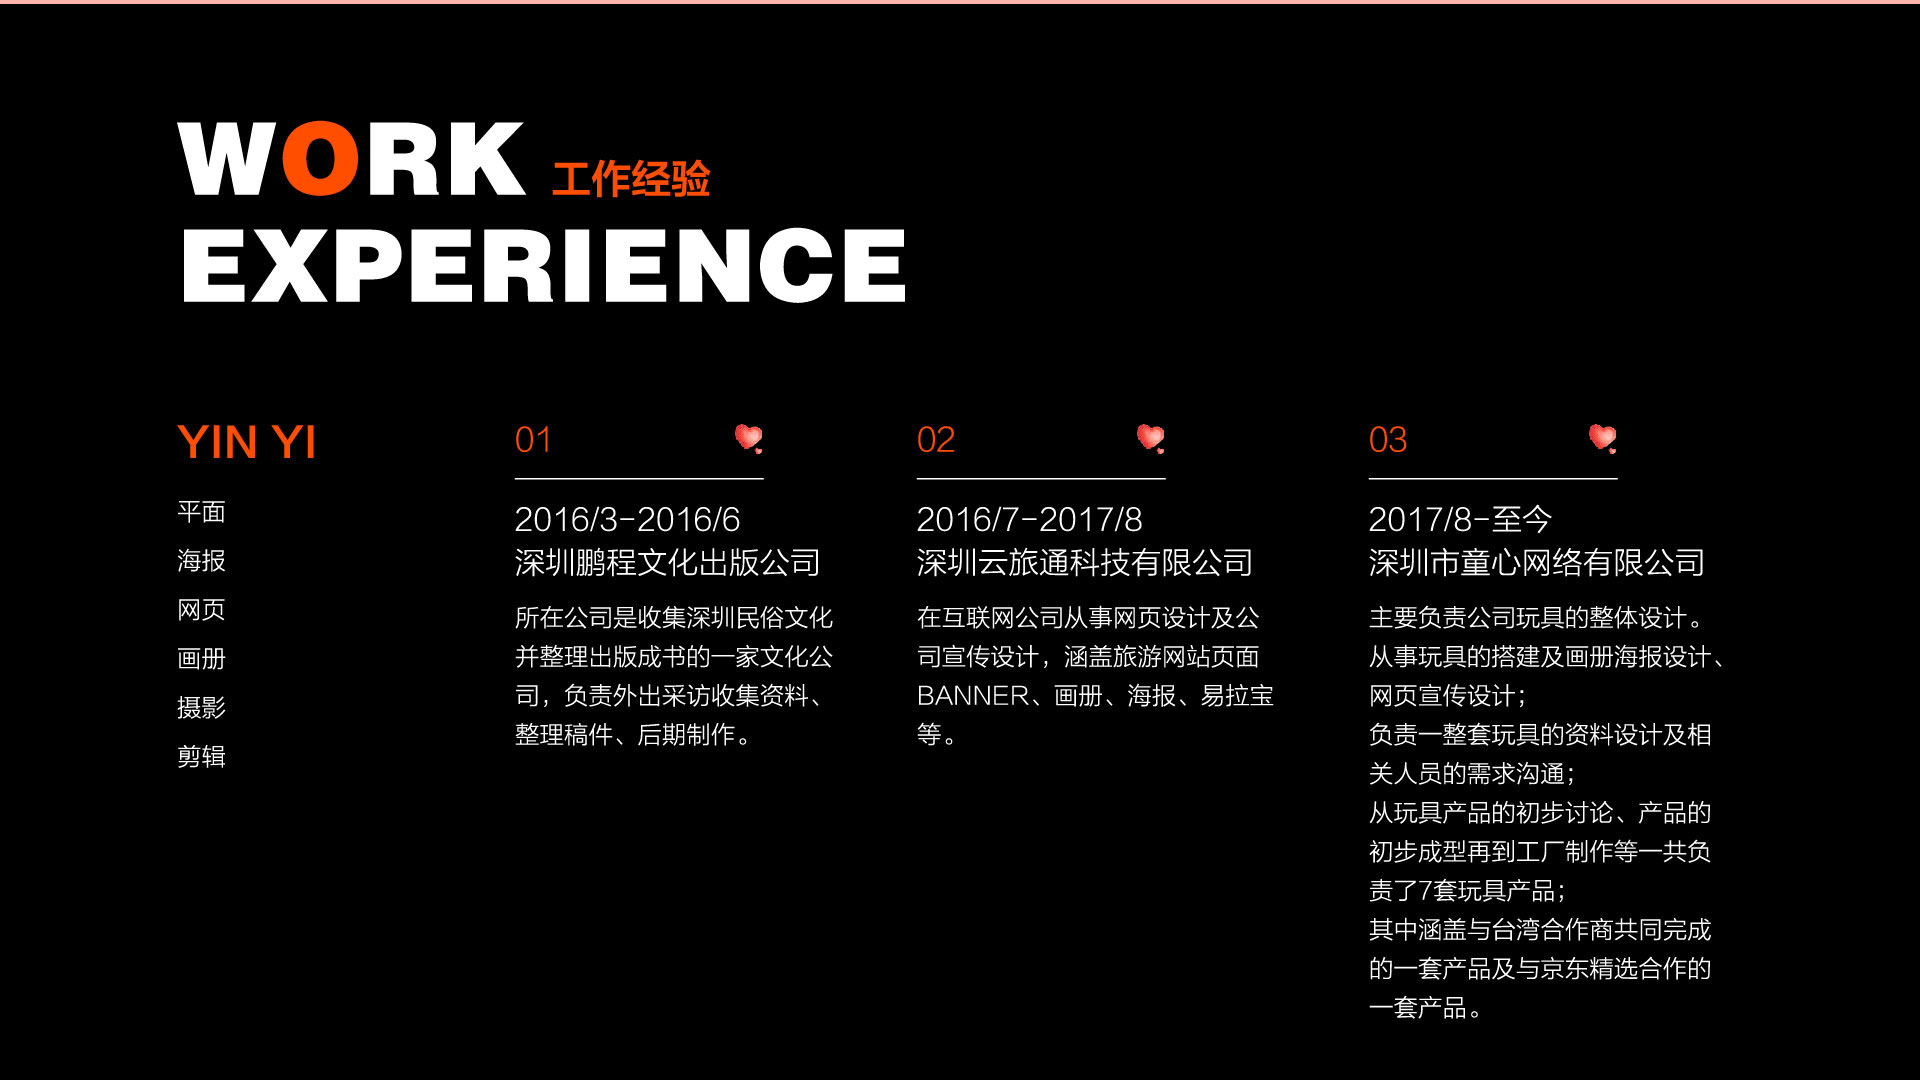 WORK 工作经验
EXPERIENCE
YIN YI
平面
海报
网页
画册
摄影
剪辑
01
2016/3-2016/6
深圳鹏程文化出版公司
所在公司是收集深圳民俗文化
并整理出版成书的一家文化公
司，负责外出采访收集资料、
整理稿件、后期制作。
02
2016/7-2017/8
深圳云旅通科技有限公司
在互联网公司从事网页设计及公
司宣传设计，涵盖旅游网站页面
BANNER、画册、海报、易拉宝
等。
03
2017/8-至今
深圳市童心网络有限公司
主要负责公司玩具的整体设计。
从事玩具的搭建及画册海报设计、
网页宣传设计；
负责一整套玩具的资料设计及相
关人员的需求沟通；
从玩具产品的初步讨论、产品的
初步成型再到工厂制作等一共负
责了7套玩具产品；
其中涵盖与台湾合作商共同完成
的一套产品及与京东精选合作的
一套产品。